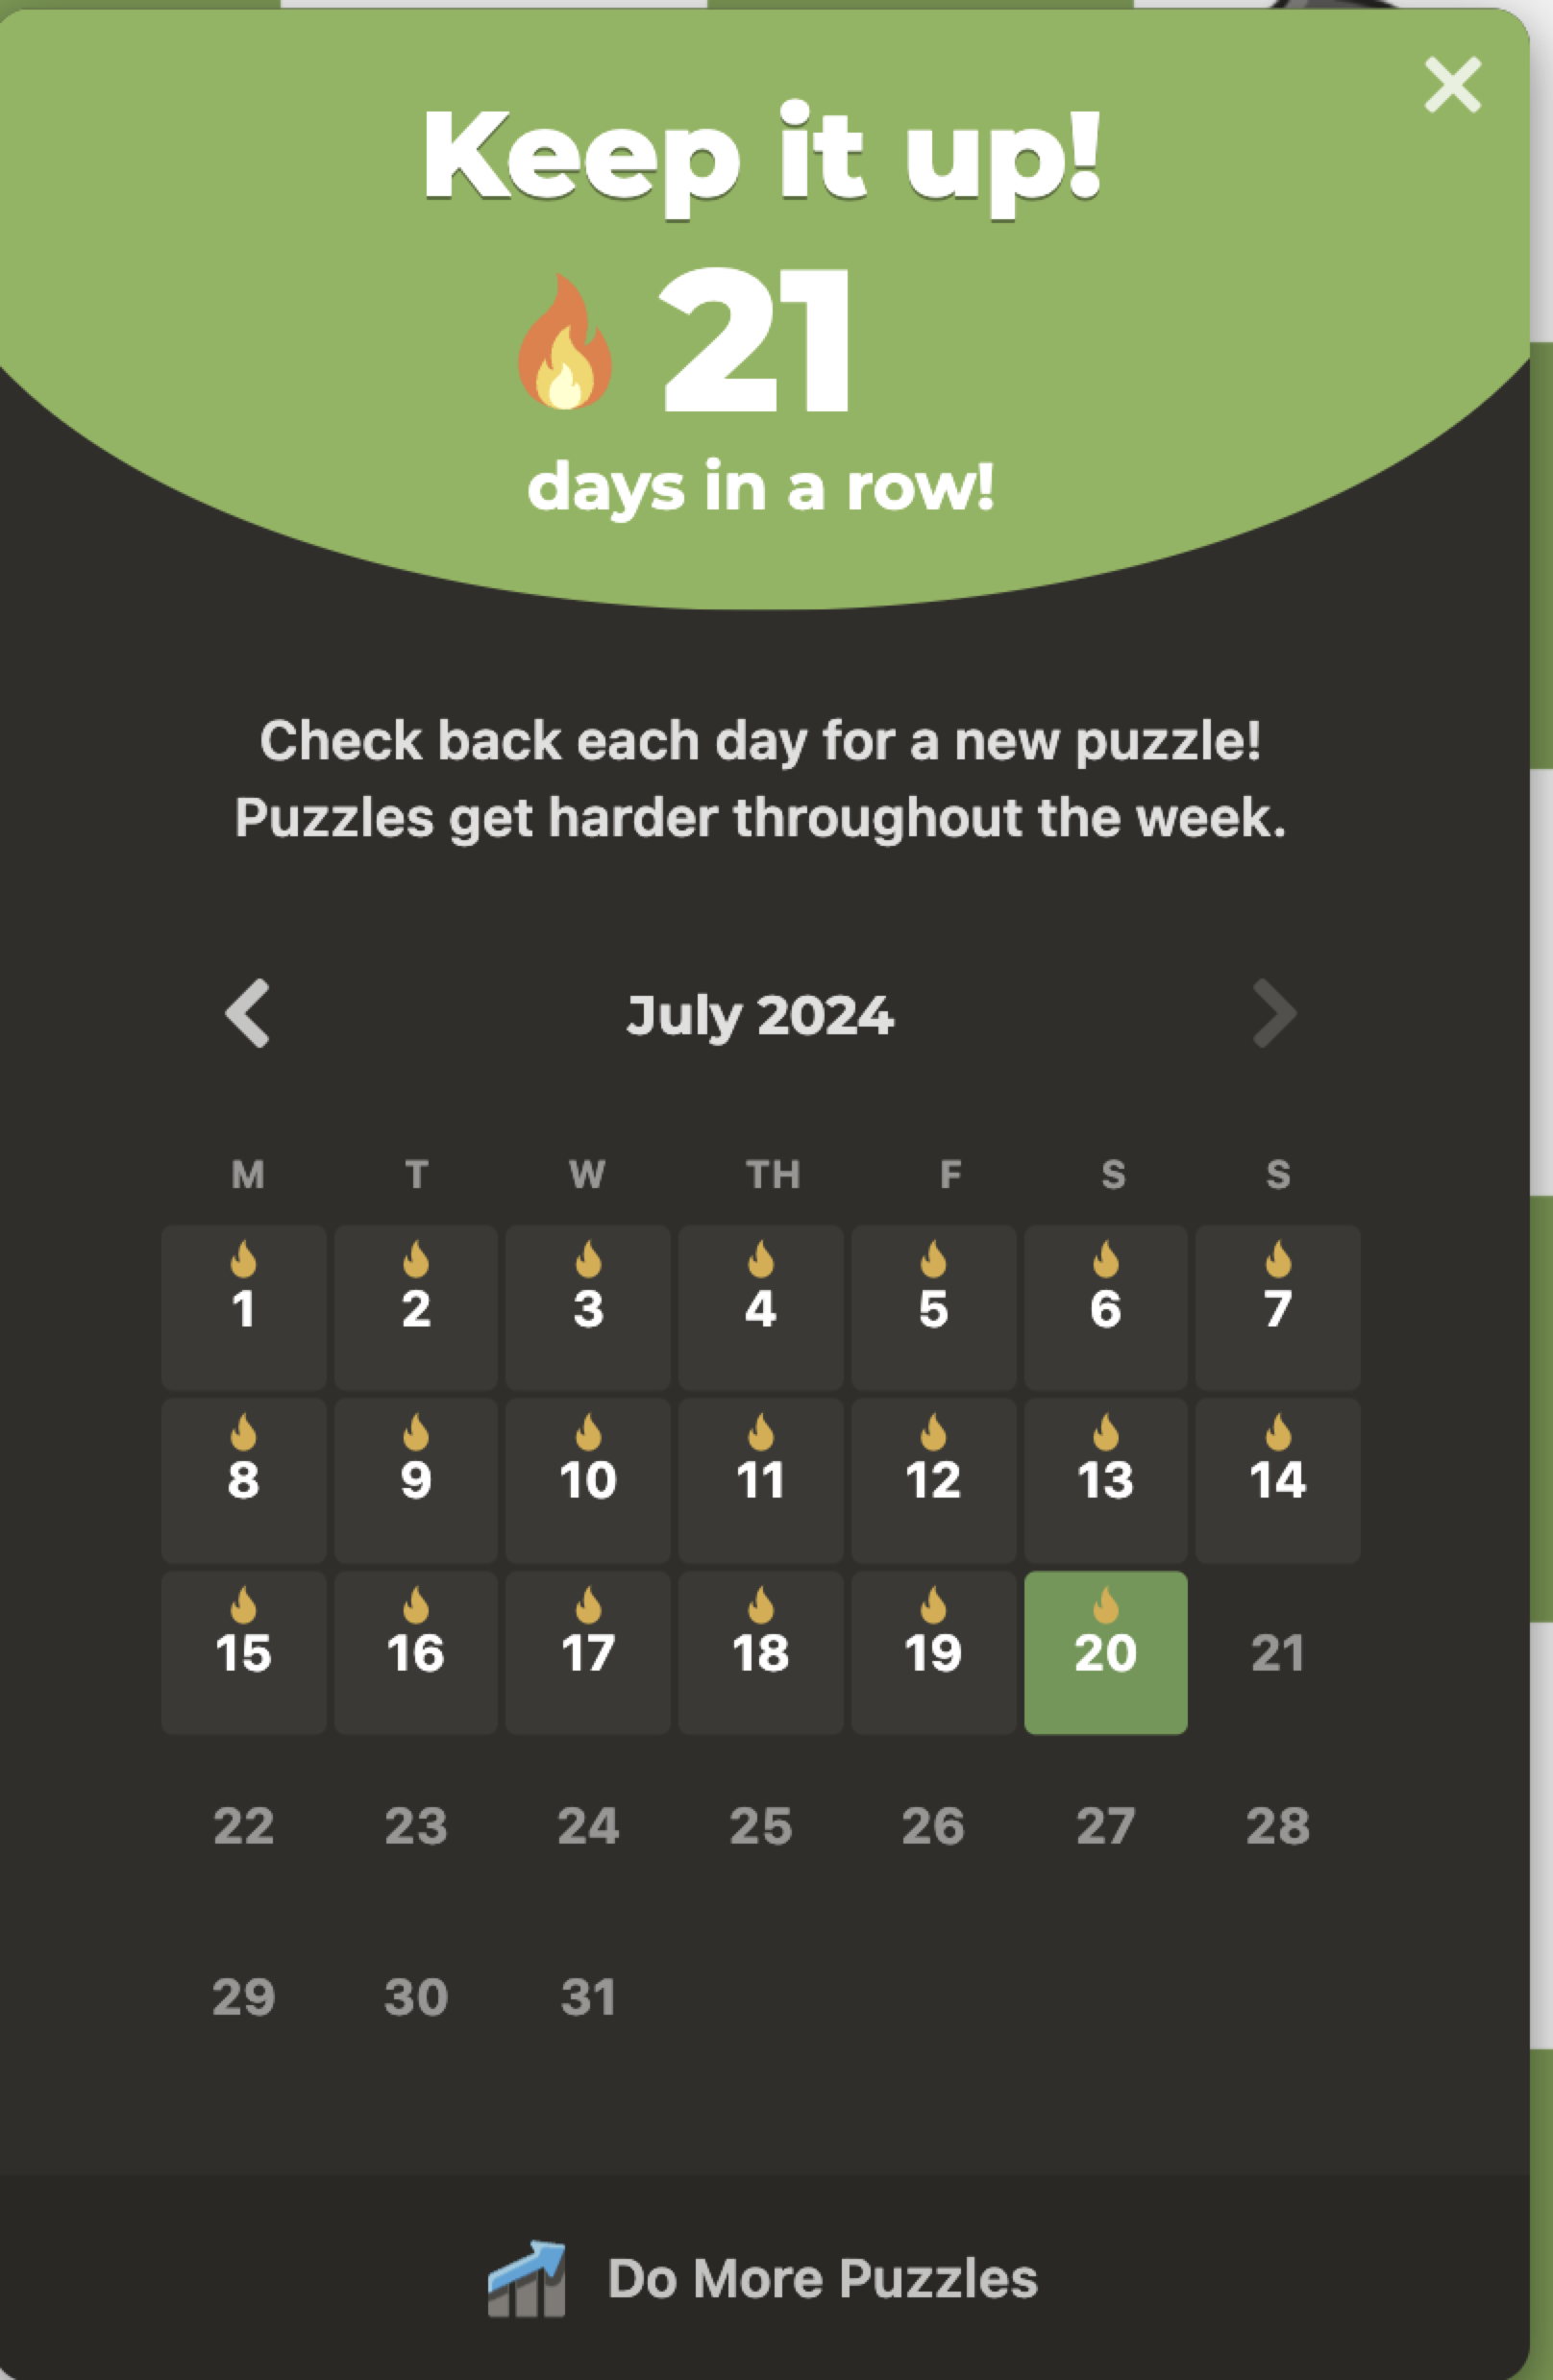 Keep it up!
21
days in a row!
Check back each day for a new puzzle!
Puzzles get harder throughout the week.
July 2024
M T W TH F S S
1 2 3 4 5 6 7
8 9 10 11 12 13 14
15 16 17 18 19 20 21
22 23 24 25 26 27 28
29 30 31
Do More Puzzles